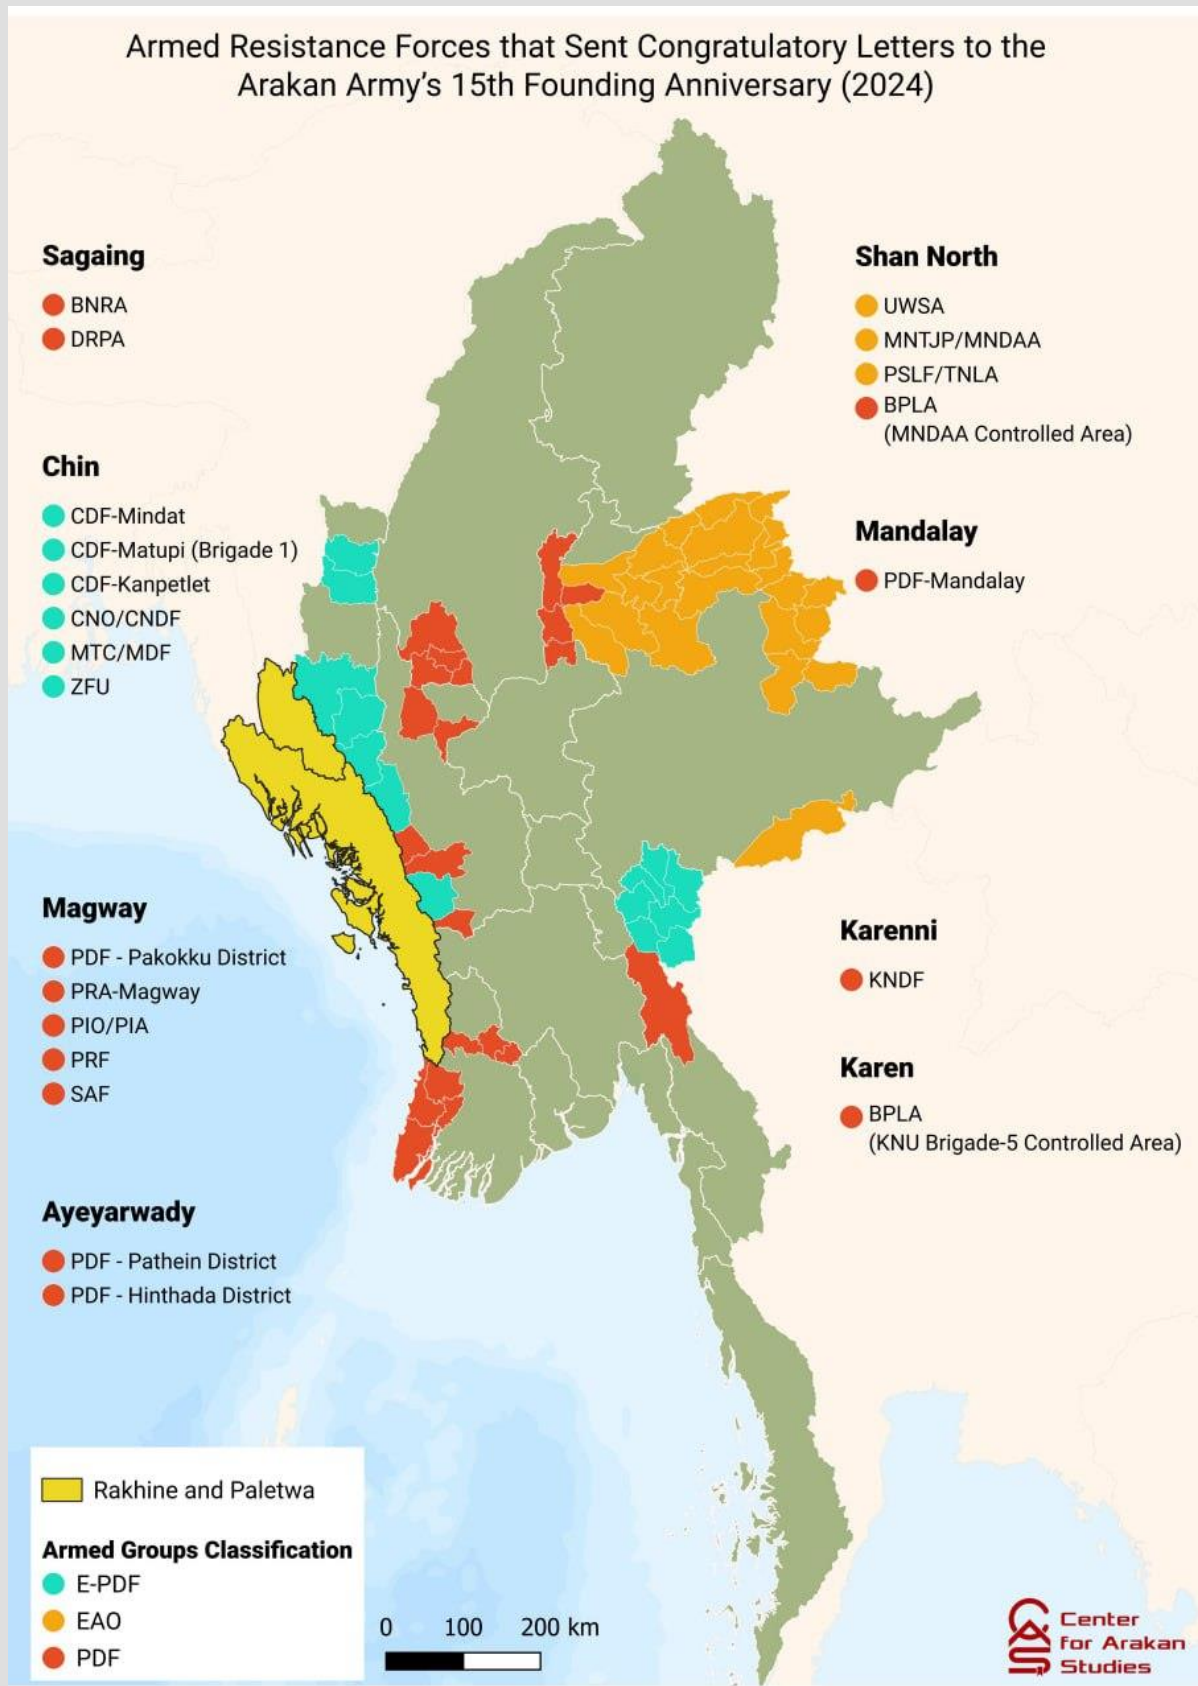 Armed Resistance Forces that Sent Congratulatory Letters to the
Arakan Army's 15th Founding Anniversary (2024)
Sagaing
BNRA
DRPA
Chin
CDF-Mindat
CDF-Matupi (Brigade 1)
CDF-Kanpetlet
CNO/CNDF
MTC/MDF
ZFU
Magway
PDF - Pakokku District
PRA-Magway
PIO/PIA
PRF
SAF
Ayeyarwady
PDF - Pathein District
PDF - Hinthada District
Shan North
UWSA
MNTJP/MNDAA
PSLF/TNLA
BPLA
(MNDAA Controlled Area)
Mandalay
PDF-Mandalay
Karenni
KNDF
Karen
BPLA
(KNU Brigade-5 Controlled Area)
Rakhine and Paletwa
Armed Groups Classification
E-PDF
EAO
PDF
0 100 200 km
CAS
Center
for Arakan
Studies